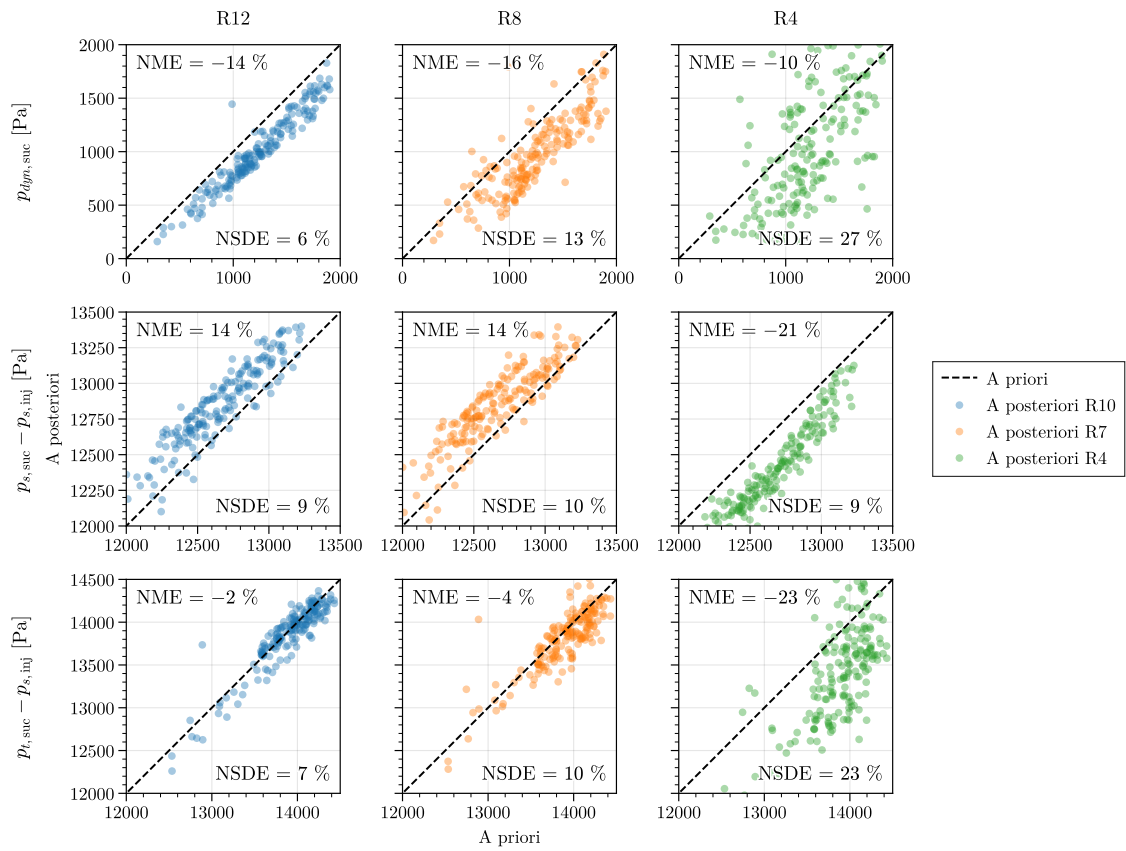 R12 R8 R4
2000 NME = −14 % NME = −16 % NME = −10 %
1500
p_{dyn,suc} [Pa]
1000
500
NSDE = 6 % NSDE = 13 % NSDE = 27 %
0
0 1000 2000 0 1000 2000 0 1000 2000
13500 NME = 14 % NME = 14 % NME = −21 %
13250
13000
p_{s,suc} − p_{s,inj} [Pa]
A posteriori
12750
12500
12250
NSDE = 9 % NSDE = 10 % NSDE = 9 %
12000
12000 12500 13000 13500 12000 12500 13000 13500 12000 12500 13000 13500
A priori
A posteriori R10
A posteriori R7
A posteriori R4
14500 NME = −2 % NME = −4 % NME = −23 %
14000
13500
p_{t,suc} − p_{s,inj} [Pa]
13000
12500
NSDE = 7 % NSDE = 10 % NSDE = 23 %
12000
12000 13000 14000 12000 13000 14000 12000 13000 14000
A priori